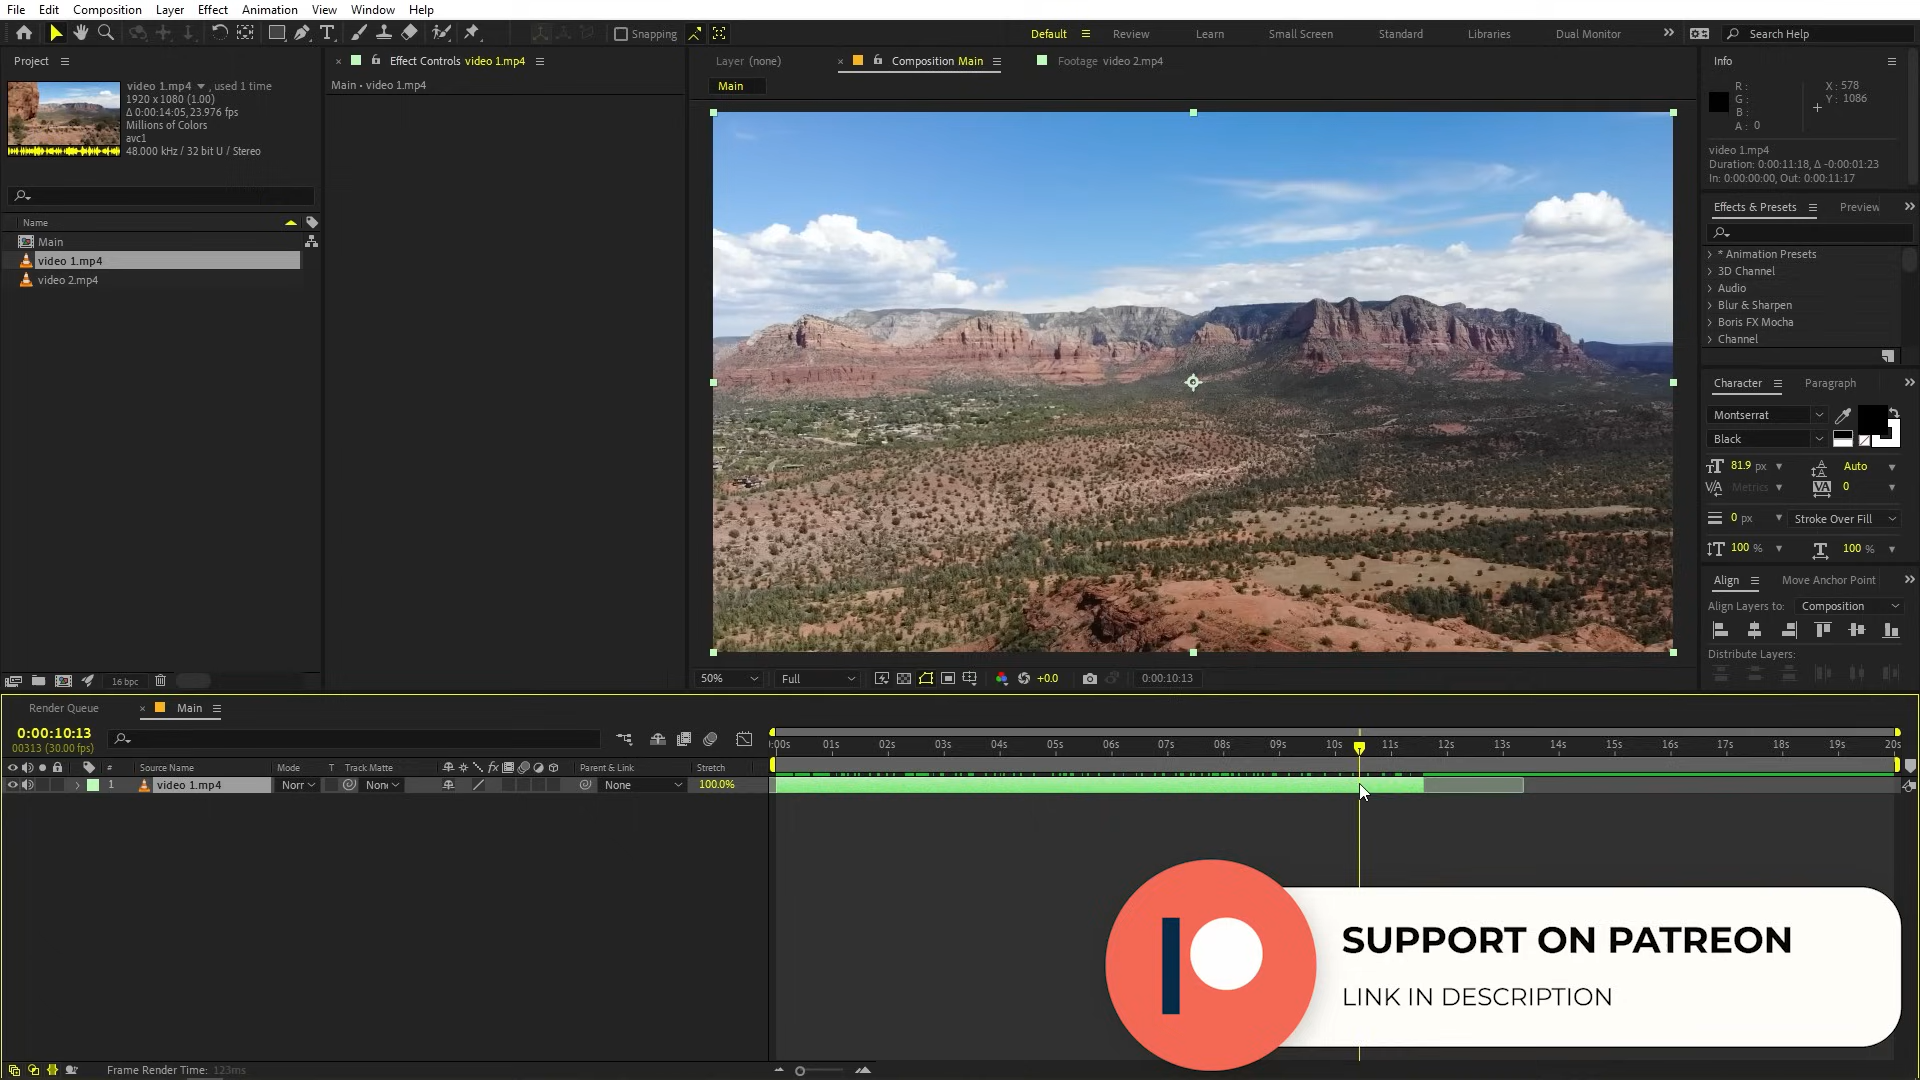 File Edit Composition Layer Effect Animation View Window Help
Snapping Default Review Learn Small Screen Standard Libraries Dual Monitor Search Help
Project
video 1.mp4 , used 1 time
1920 x 1080 (1.00)
Δ 0:00:14:05, 23.976 fps
Millions of Colors
avc1
48.000 kHz / 32 bit U / Stereo
Name
Main
video 1.mp4
video 2.mp4
16 bpc
Effect Controls video 1.mp4
Main • video 1.mp4
Layer (none) Composition Main Footage video 2.mp4
Main
50% Full +0.0 0:00:10:13
Info
R :
G :
B :
A : 0
X : 578
Y : 1086
video 1.mp4
Duration: 0:00:11:18, Δ -0:00:01:23
In: 0:00:00:00, Out: 0:00:11:17
Effects & Presets Preview
* Animation Presets
3D Channel
Audio
Blur & Sharpen
Boris FX Mocha
Channel
Character Paragraph
Montserrat
Black
81.9 px Auto
Metrics 0
0 px Stroke Over Fill
100 % 100 %
Align Move Anchor Point
Align Layers to: Composition
Distribute Layers:
Render Queue Main
0:00:10:13
00313 (30.00 fps)
:00s 01s 02s 03s 04s 05s 06s 07s 08s 09s 10s 11s 12s 13s 14s 15s 16s 17s 18s 19s 20s
# Source Name Mode T Track Matte fx Parent & Link Stretch
1 video 1.mp4 Norr Non None 100.0%
SUPPORT ON PATREON
LINK IN DESCRIPTION
Frame Render Time: 123ms